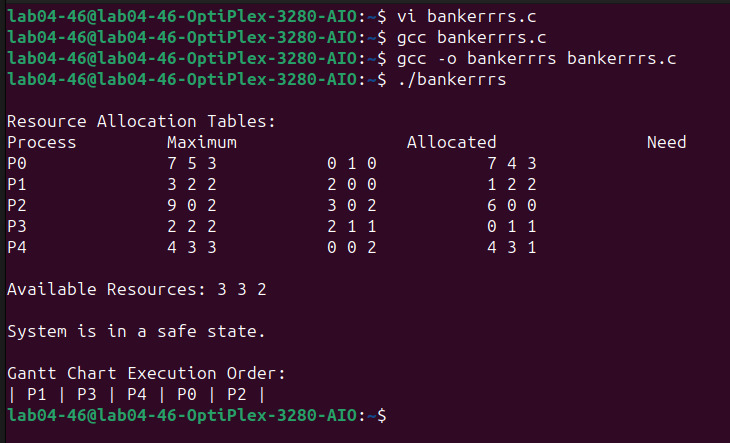 lab04-46@lab04-46-OptiPlex-3280-AIO:~$ vi bankerrrs.c
lab04-46@lab04-46-OptiPlex-3280-AIO:~$ gcc bankerrrs.c
lab04-46@lab04-46-OptiPlex-3280-AIO:~$ gcc -o bankerrrs bankerrrs.c
lab04-46@lab04-46-OptiPlex-3280-AIO:~$ ./bankerrrs
Resource Allocation Tables:
Process Maximum Allocated Need
P0 7 5 3 0 1 0 7 4 3
P1 3 2 2 2 0 0 1 2 2
P2 9 0 2 3 0 2 6 0 0
P3 2 2 2 2 1 1 0 1 1
P4 4 3 3 0 0 2 4 3 1
Available Resources: 3 3 2
System is in a safe state.
Gantt Chart Execution Order:
| P1 | P3 | P4 | P0 | P2 |
lab04-46@lab04-46-OptiPlex-3280-AIO:~$